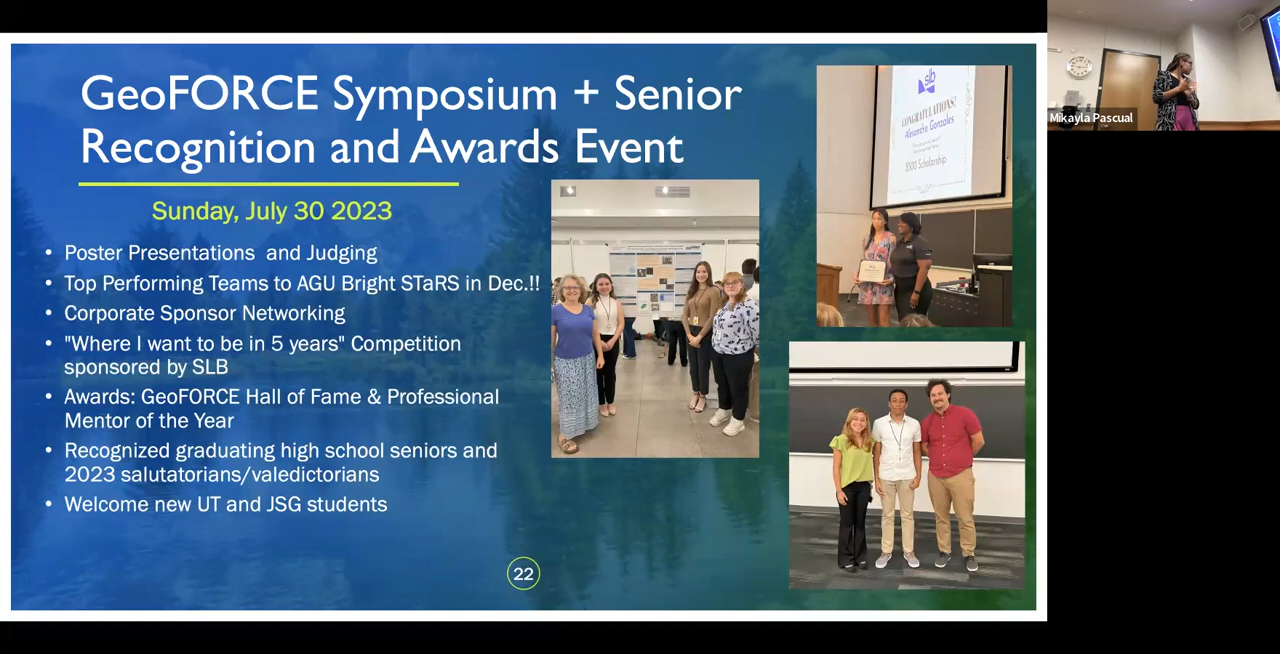 GeoFORCE Symposium + Senior
Recognition and Awards Event
Sunday, July 30 2023
• Poster Presentations  and Judging
• Top Performing Teams to AGU Bright STaRS in Dec.!!
• Corporate Sponsor Networking
• "Where I want to be in 5 years" Competition
sponsored by SLB
• Awards: GeoFORCE Hall of Fame & Professional
Mentor of the Year
• Recognized graduating high school seniors and
2023 salutatorians/valedictorians
• Welcome new UT and JSG students
22
slb
CONGRATULATIONS!
Alexandra Gonzales
$500 Scholarship
Mikayla Pascual